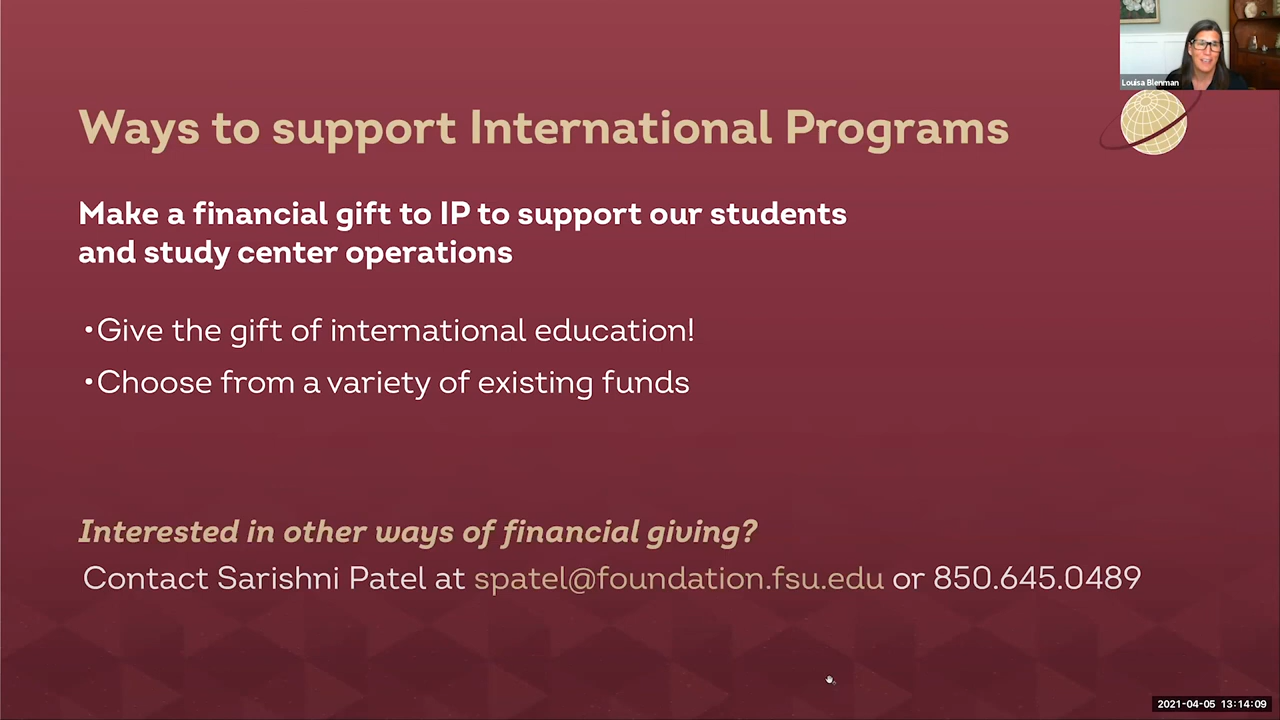 Louisa Blenman
Ways to support International Programs
Make a financial gift to IP to support our students
and study center operations
•Give the gift of international education!
•Choose from a variety of existing funds
Interested in other ways of financial giving?
Contact Sarishni Patel at spatel@foundation.fsu.edu or 850.645.0489
2021-04-05 13:14:09